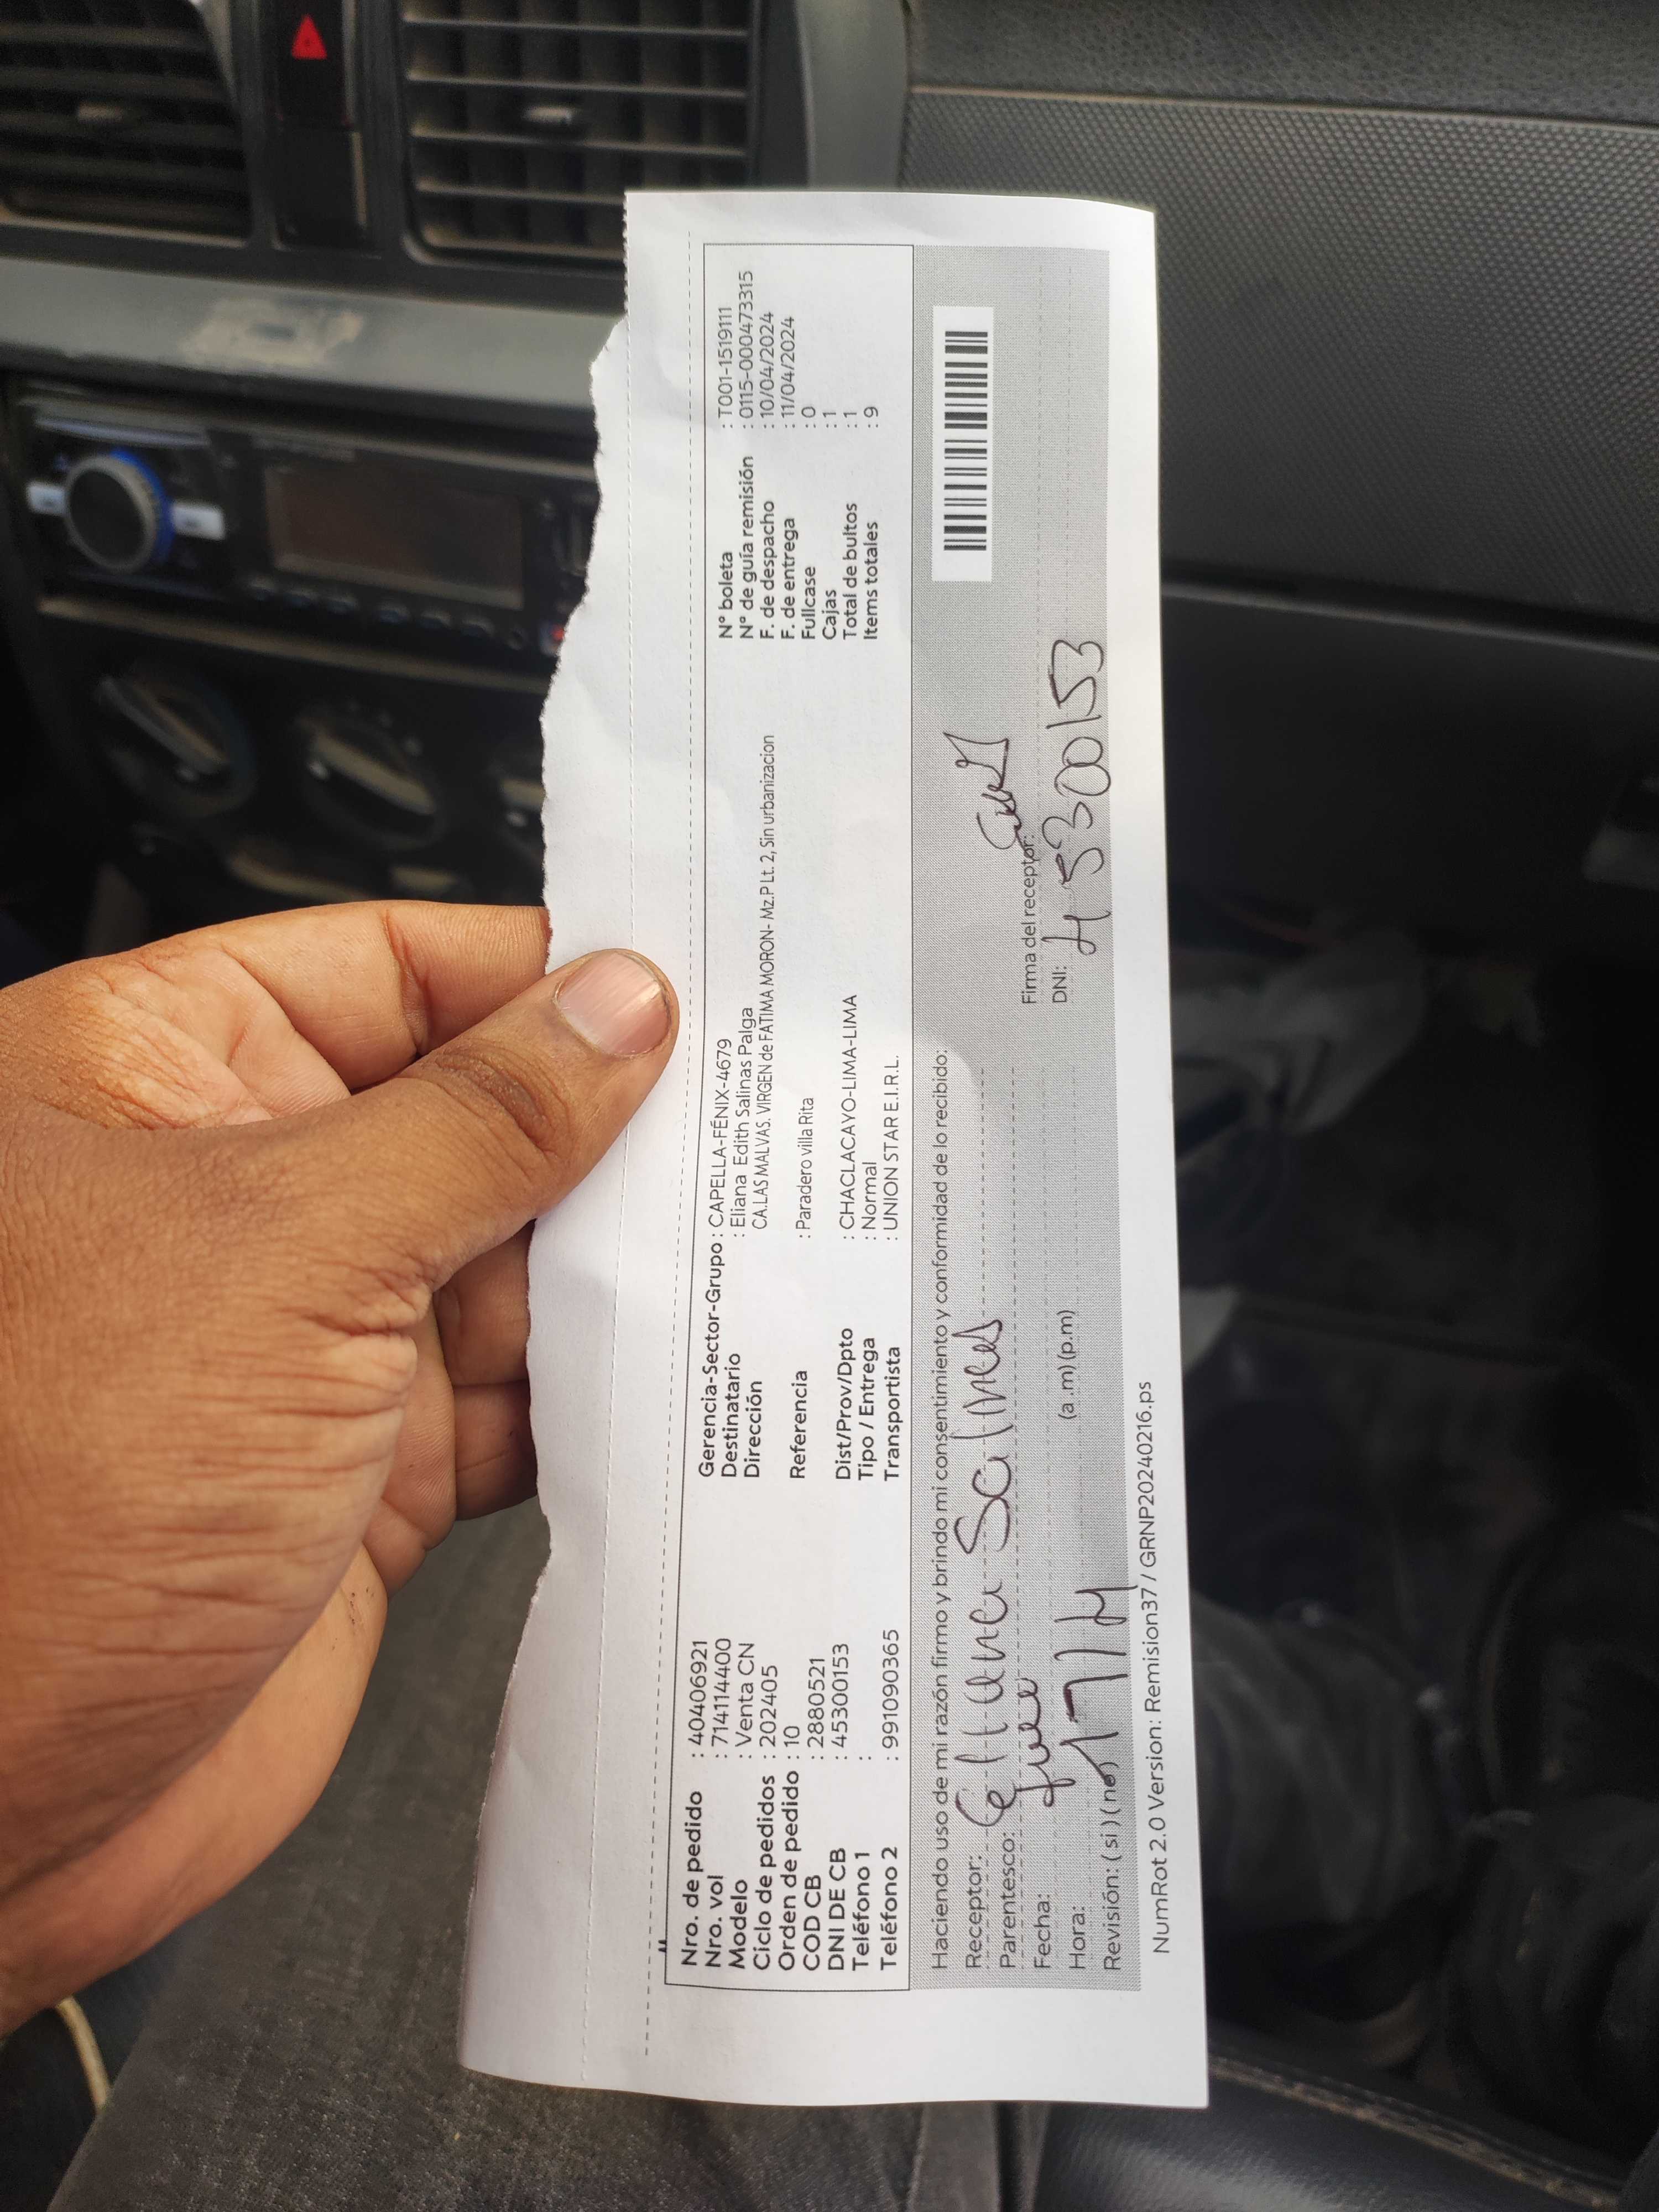 Nro. de pedido : 40406921
Nro. vol : 714114400
Modelo : Venta CN
Ciclo de pedidos : 202405
Orden de pedido : 10
COD CB : 2880521
DNI DE CB : 45300153
Teléfono 1 :
Teléfono 2 : 991090365
Gerencia-Sector-Grupo : CAPELLA-FÉNIX-4679
Destinatario : Eliana Edith Salinas Palga
Dirección CA.LAS MALVAS. VIRGEN de FATIMA MORON- Mz.P Lt. 2, Sin urbanizacion
Referencia : Paradero villa Rita
Dist/Prov/Dpto : CHACLACAYO-LIMA-LIMA
Tipo / Entrega : Normal
Transportista : UNION STAR E.I.R.L.
N° boleta : T001-1519111
N° de guía remisión : 0115-000473315
F. de despacho : 10/04/2024
F. de entrega : 11/04/2024
Fullcase : 0
Cajas : 1
Total de bultos : 1
Items totales : 9
Haciendo uso de mi razón firmo y brindo mi consentimiento y conformidad de lo recibido:
Receptor: Eliana Salinas
Parentesco:
Fecha:
Hora: (a .m) (p.m)
Revisión: ( si ) ( no )
Firma del receptor:
DNI: 45300153
NumRot 2.0 Version: Remision37 / GRNP20240216.ps